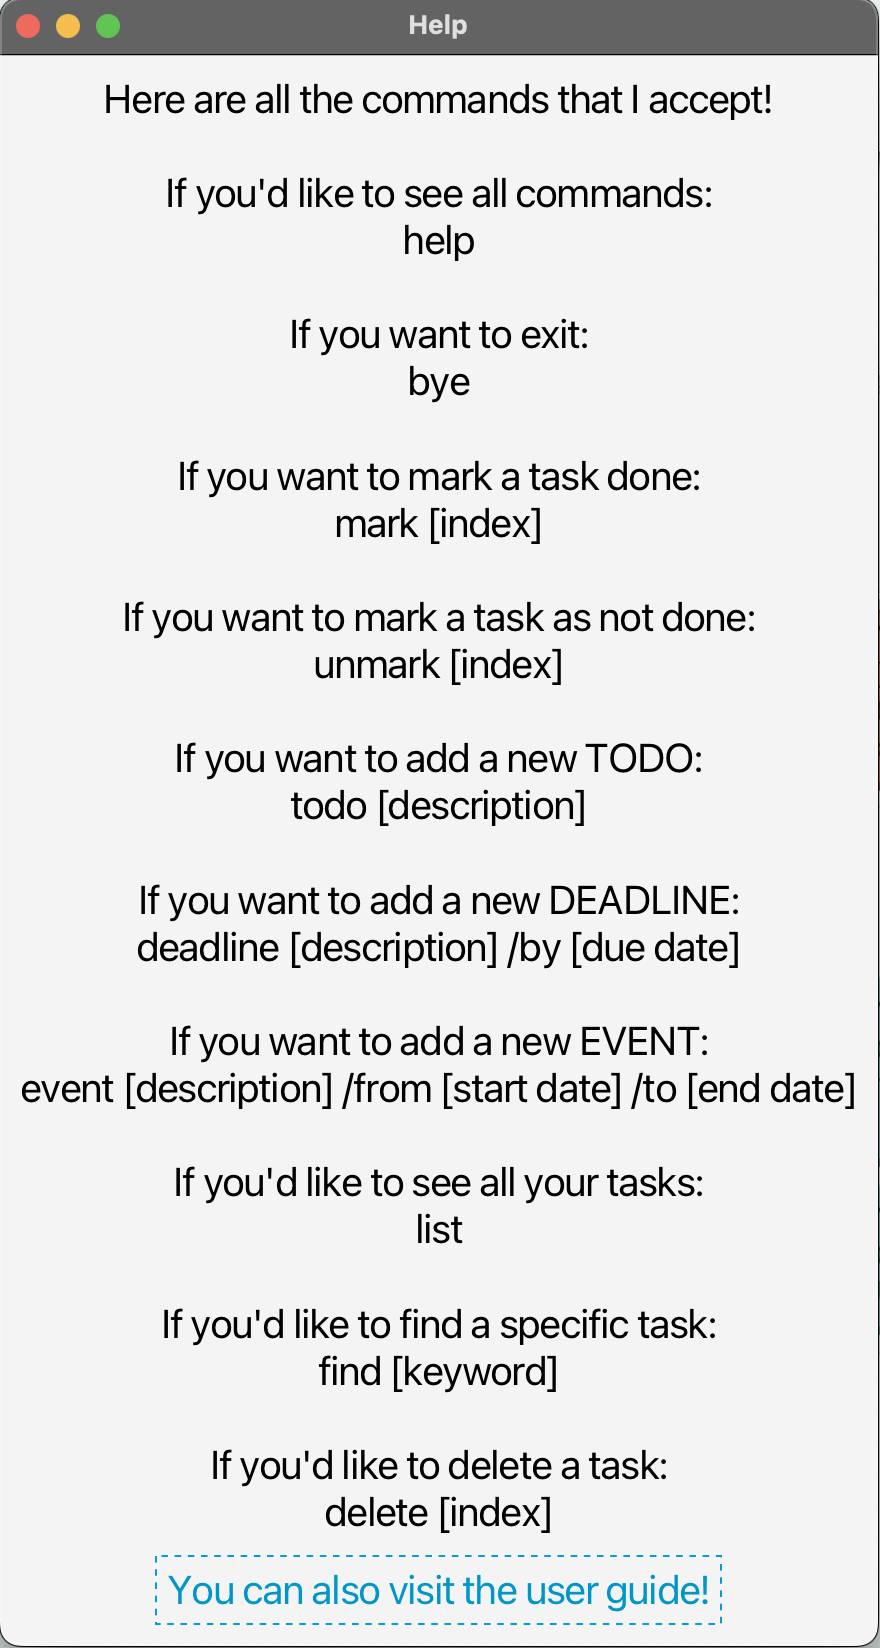 Help
Here are all the commands that I accept!
If you'd like to see all commands:
help
If you want to exit:
bye
If you want to mark a task done:
mark [index]
If you want to mark a task as not done:
unmark [index]
If you want to add a new TODO:
todo [description]
If you want to add a new DEADLINE:
deadline [description] /by [due date]
If you want to add a new EVENT:
event [description] /from [start date] /to [end date]
If you'd like to see all your tasks:
list
If you'd like to find a specific task:
find [keyword]
If you'd like to delete a task:
delete [index]
You can also visit the user guide!